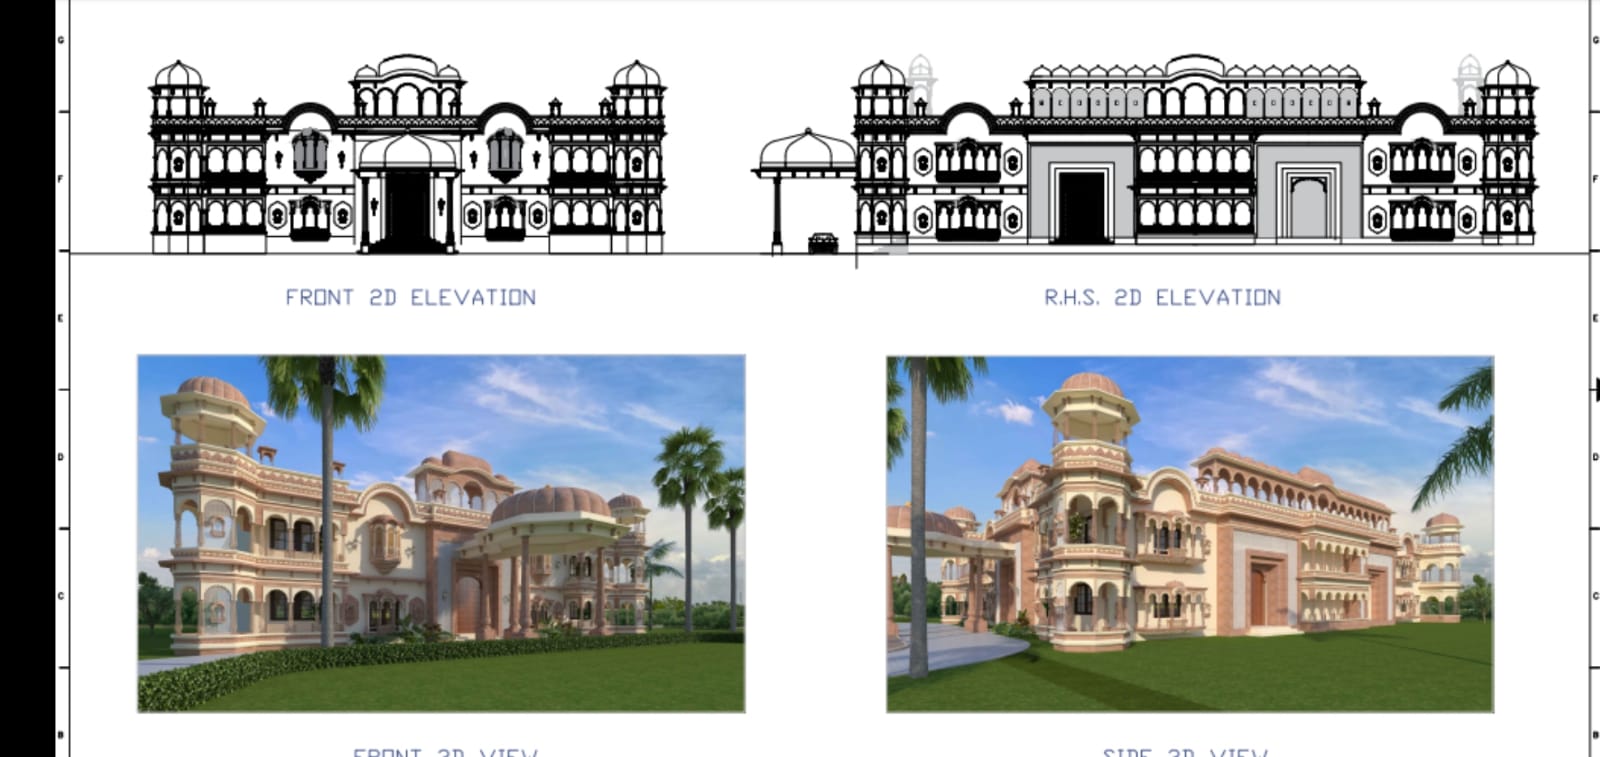 G
G
F
F
FRONT 2D ELEVATION
R.H.S. 2D ELEVATION
E
E
D
D
C
C
B
B
FRONT 3D VIEW
SIDE 3D VIEW